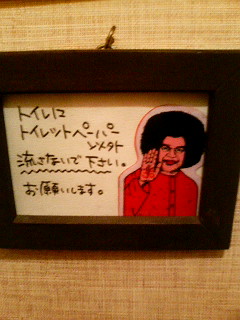 トイレに
トイレットペーパー
以外
流さないで下さい。
お願いします。